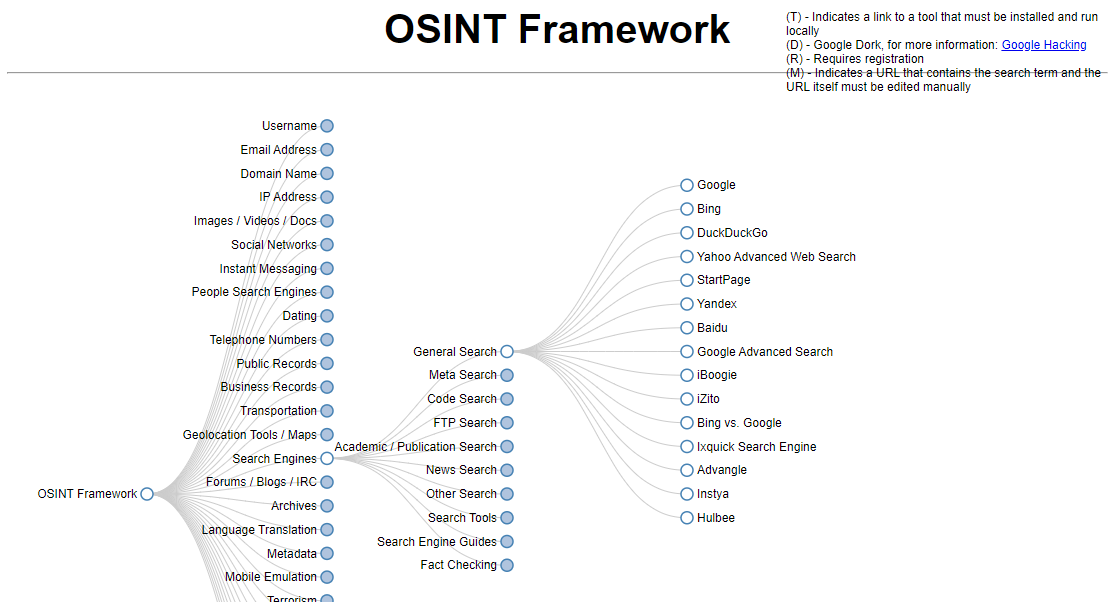 OSINT Framework
(T) - Indicates a link to a tool that must be installed and run
locally
(D) - Google Dork, for more information: Google Hacking
(R) - Requires registration
(M) - Indicates a URL that contains the search term and the
URL itself must be edited manually
OSINT Framework
Username
Email Address
Domain Name
IP Address
Images / Videos / Docs
Social Networks
Instant Messaging
People Search Engines
Dating
Telephone Numbers
Public Records
Business Records
Transportation
Geolocation Tools / Maps
Search Engines
Forums / Blogs / IRC
Archives
Language Translation
Metadata
Mobile Emulation
Terrorism
General Search
Meta Search
Code Search
FTP Search
Academic / Publication Search
News Search
Other Search
Search Tools
Search Engine Guides
Fact Checking
Google
Bing
DuckDuckGo
Yahoo Advanced Web Search
StartPage
Yandex
Baidu
Google Advanced Search
iBoogie
iZito
Bing vs. Google
Ixquick Search Engine
Advangle
Instya
Hulbee